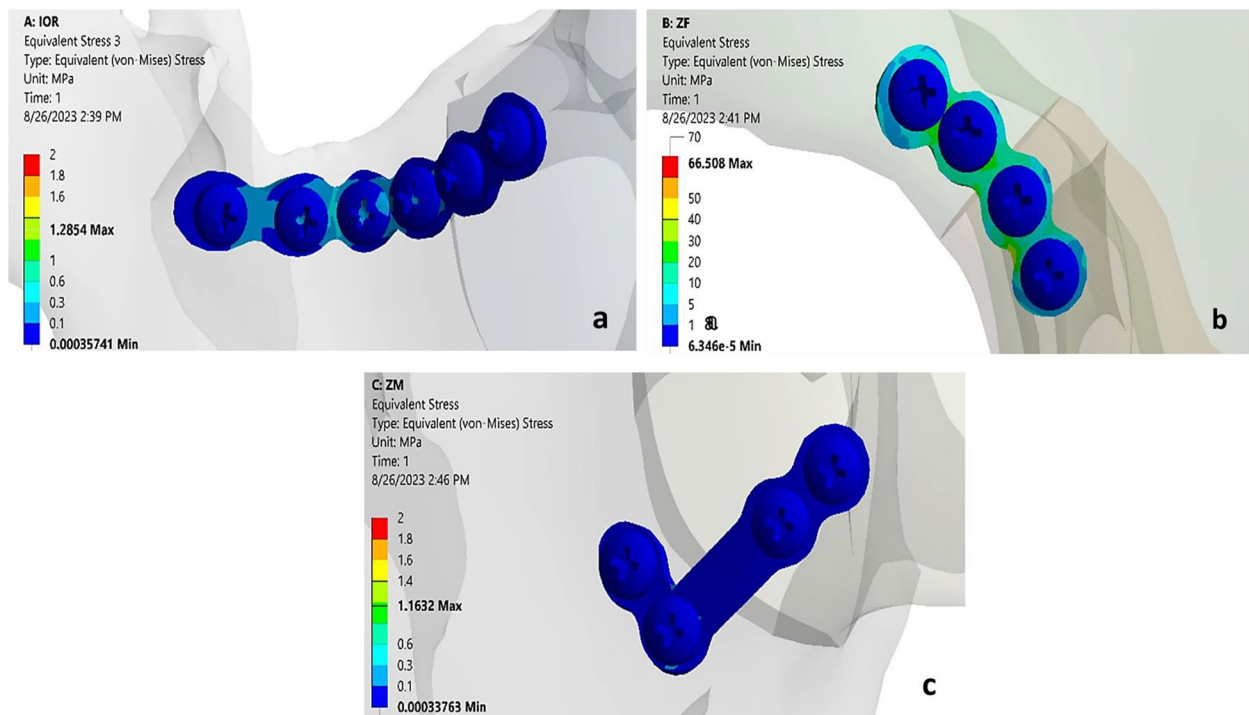 A: IOR
Equivalent Stress 3
Type: Equivalent (von-Mises) Stress
Unit: MPa
Time: 1
8/26/2023 2:39 PM
2
1.8
1.6
1.2854 Max
1
0.6
0.3
0.1
0.00035741 Min
a
B: ZF
Equivalent Stress
Type: Equivalent (von-Mises) Stress
Unit: MPa
Time: 1
8/26/2023 2:41 PM
70
66.508 Max
50
40
30
20
10
5
1
6.346e-5 Min
a
b
C: ZM
Equivalent Stress
Type: Equivalent (von-Mises) Stress
Unit: MPa
Time: 1
8/26/2023 2:46 PM
2
1.8
1.6
1.4
1.1632 Max
0.6
0.3
0.1
0.00033763 Min
c